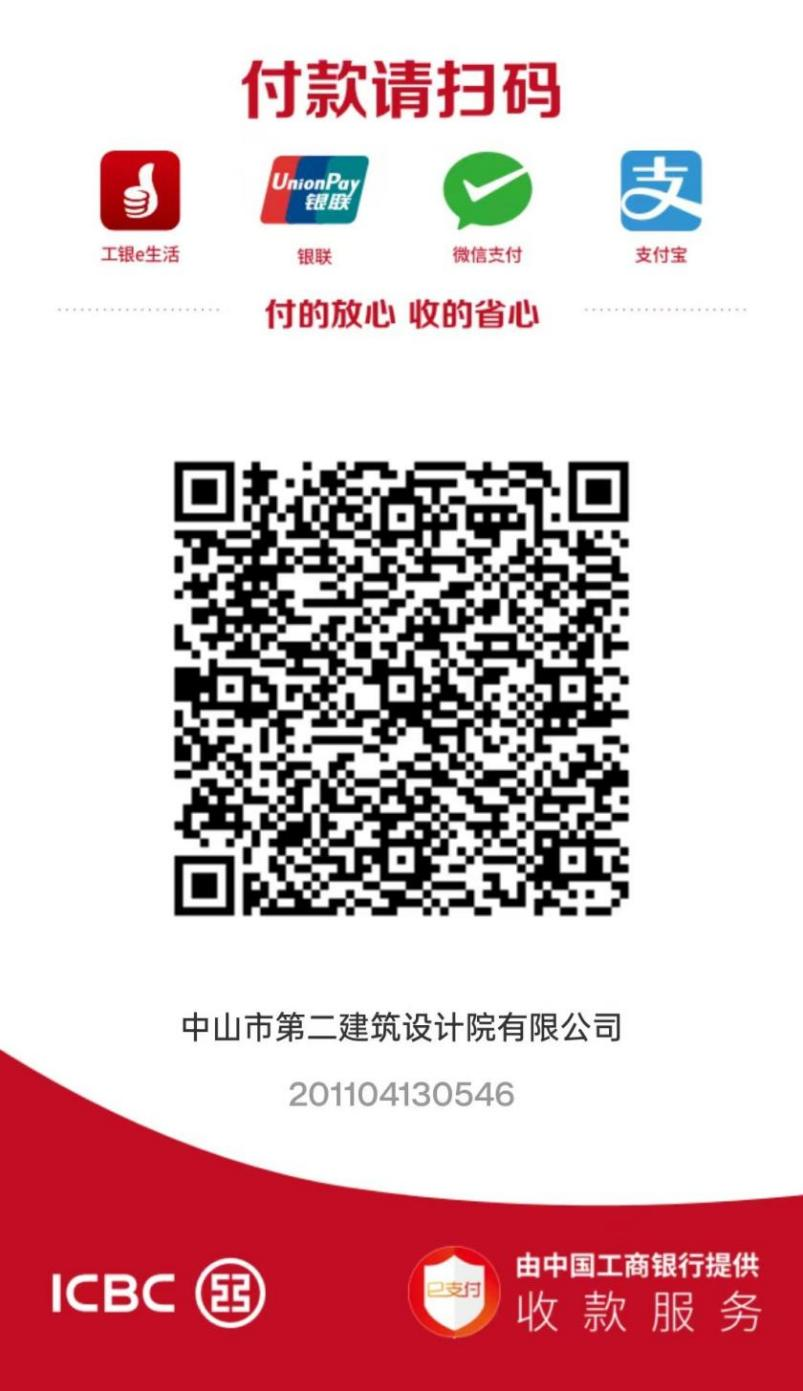 付款请扫码
UnionPay
银联
支
工银e生活 银联 微信支付 支付宝
付的放心 收的省心
中山市第二建筑设计院有限公司
201104130546
ICBC
已支付
由中国工商银行提供
收款服务